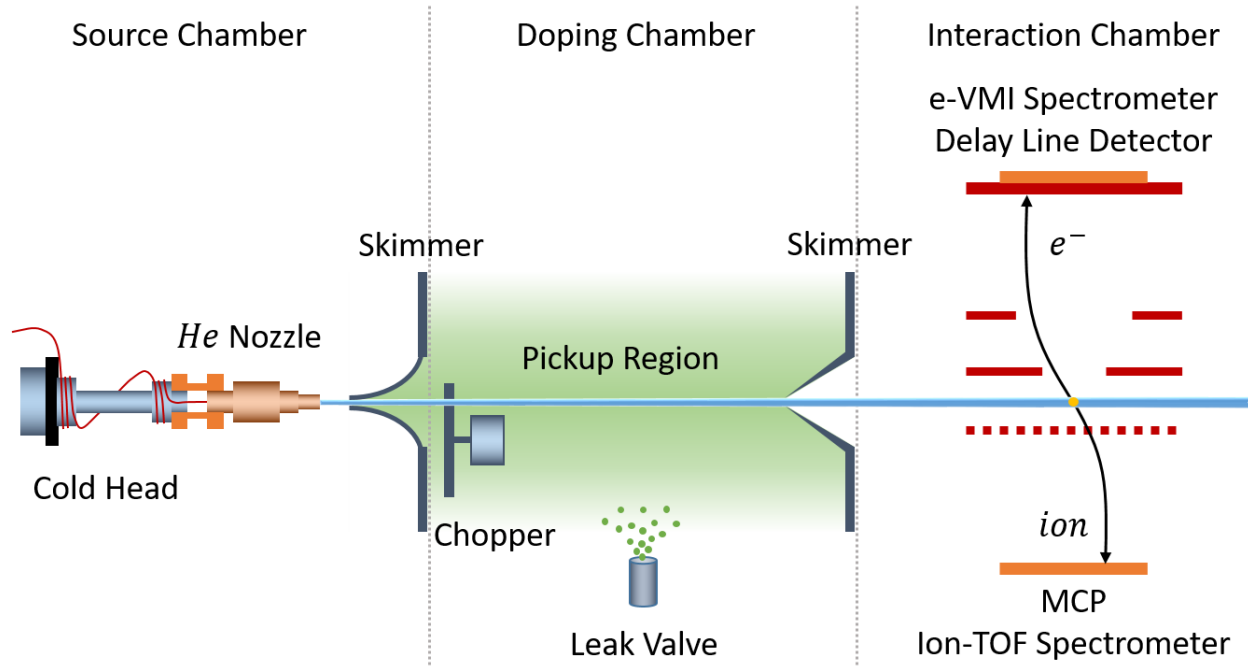 Source Chamber
Doping Chamber
Interaction Chamber
e-VMI Spectrometer
Delay Line Detector
Skimmer
Skimmer
e⁻
He Nozzle
Pickup Region
Cold Head
Chopper
ion
Leak Valve
MCP
Ion-TOF Spectrometer